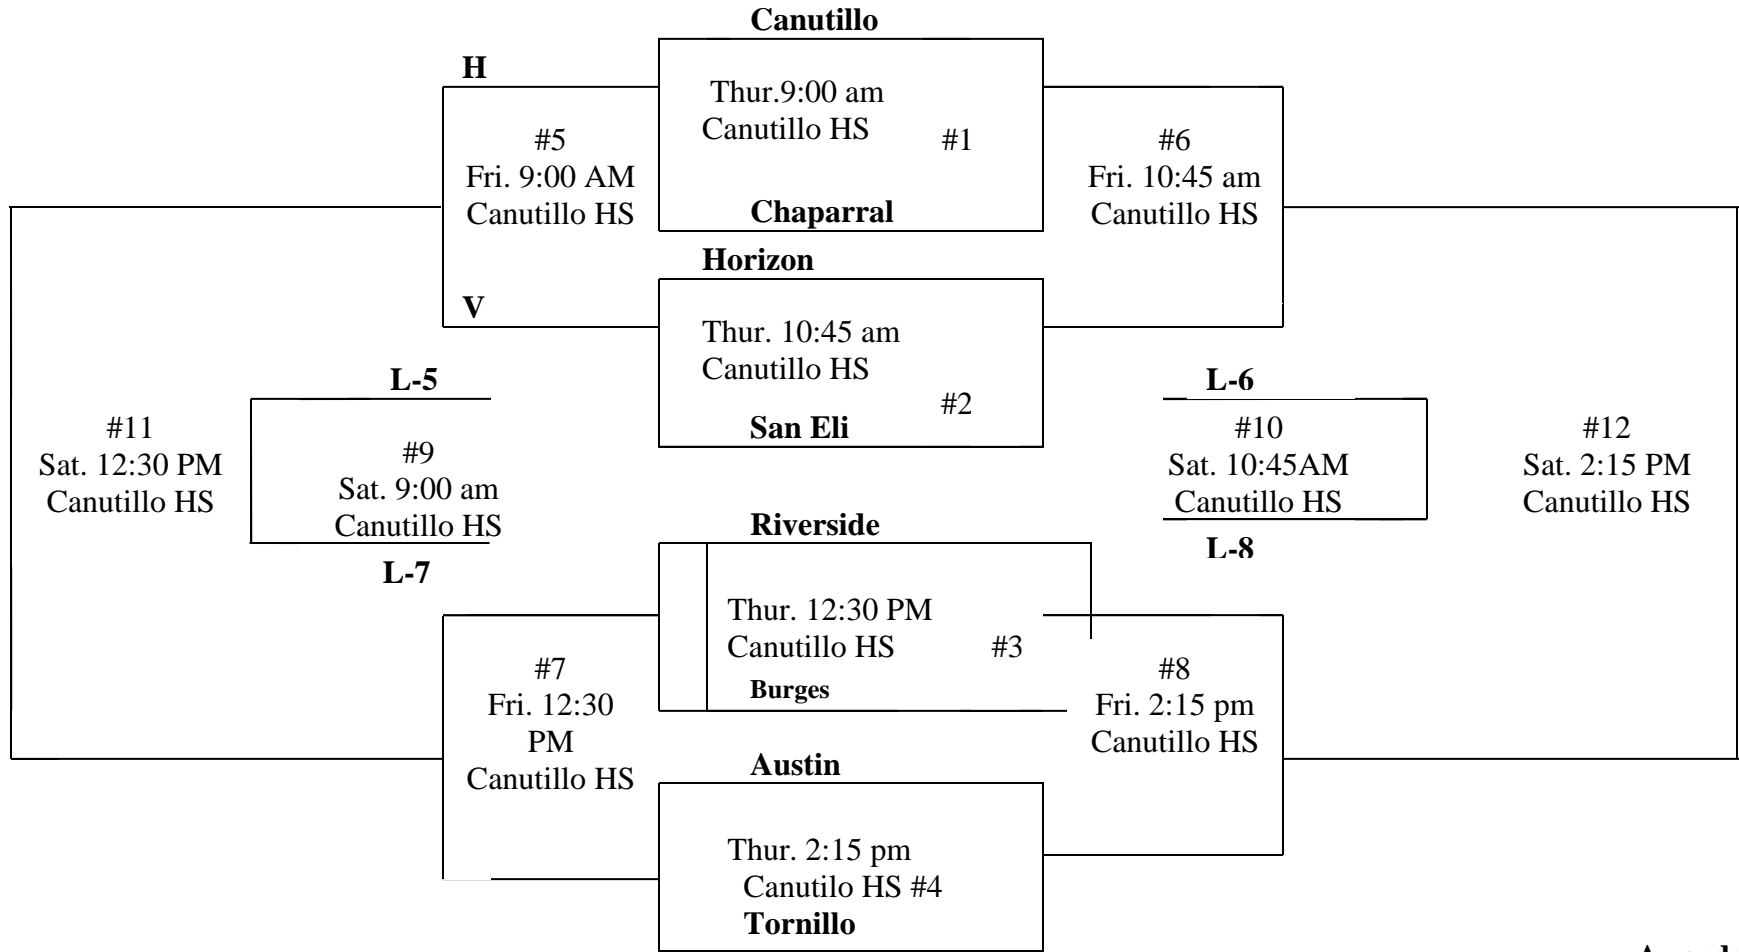 Canutillo
H
Thur.9:00 am
Canutillo HS
#1
Chaparral
#5
Fri. 9:00 AM
Canutillo HS
#6
Fri. 10:45 am
Canutillo HS
Horizon
V
Thur. 10:45 am
Canutillo HS
#2
San Eli
L-5
#9
Sat. 9:00 am
Canutillo HS
L-7
L-6
#10
Sat. 10:45AM
Canutillo HS
L-8
#11
Sat. 12:30 PM
Canutillo HS
#12
Sat. 2:15 PM
Canutillo HS
Riverside
Thur. 12:30 PM
Canutillo HS
#3
Burges
#7
Fri. 12:30
PM
Canutillo HS
#8
Fri. 2:15 pm
Canutillo HS
Austin
Thur. 2:15 pm
Canutilo HS #4
Tornillo